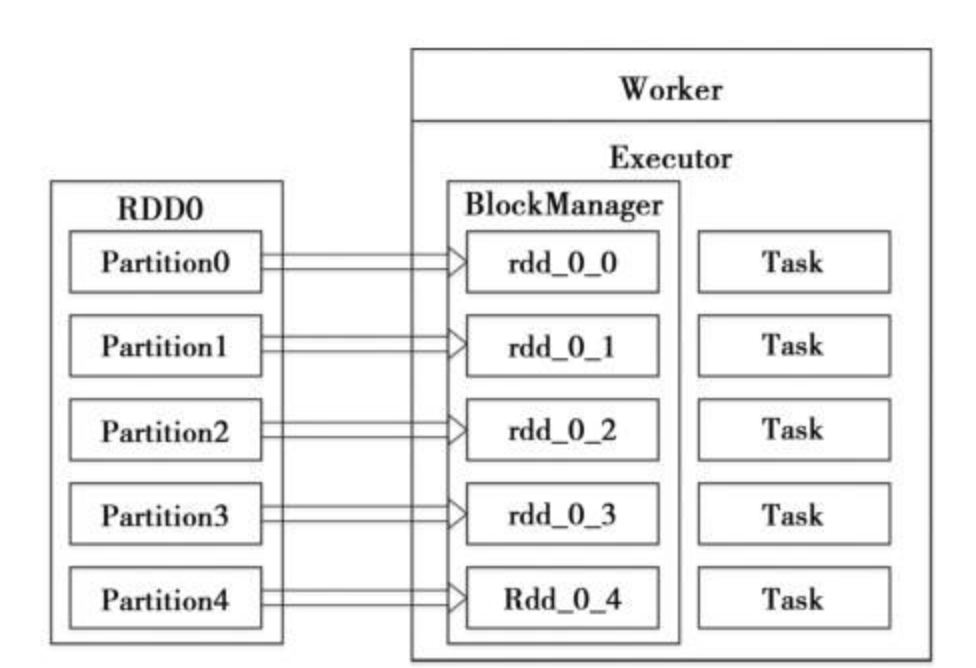 Worker
Executor
RDD0
BlockManager
Partition0
rdd_0_0
Task
Partition1
rdd_0_1
Task
Partition2
rdd_0_2
Task
Partition3
rdd_0_3
Task
Partition4
Rdd_0_4
Task